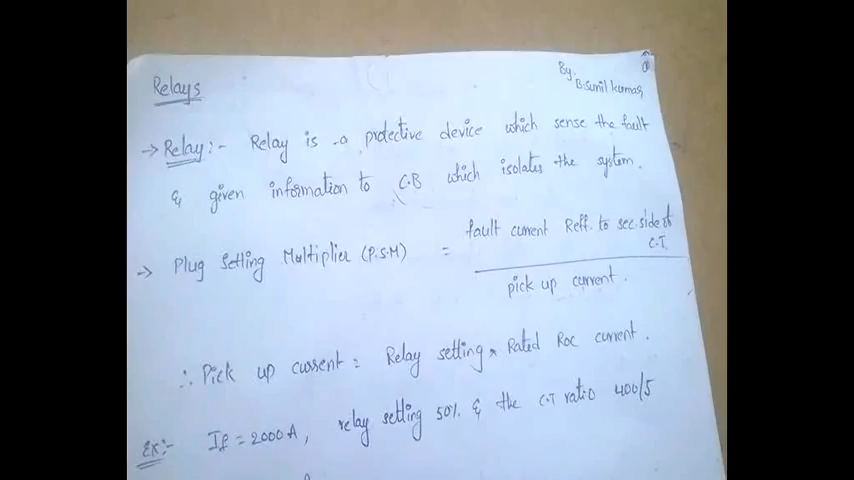 Relays
By.
B.Sunil kumar,
→ Relay:- Relay is a protective device which sense the fault
& given information to C.B which isolates the system.
→ Plug Setting Multiplier (P.S.M) = fault current Reff. to sec. side of
C.T.
pick up current.
∴ Pick up current = Relay setting × Rated current.
Ex:- If = 2000 A, relay setting 50% & the C.T ratio 400/5